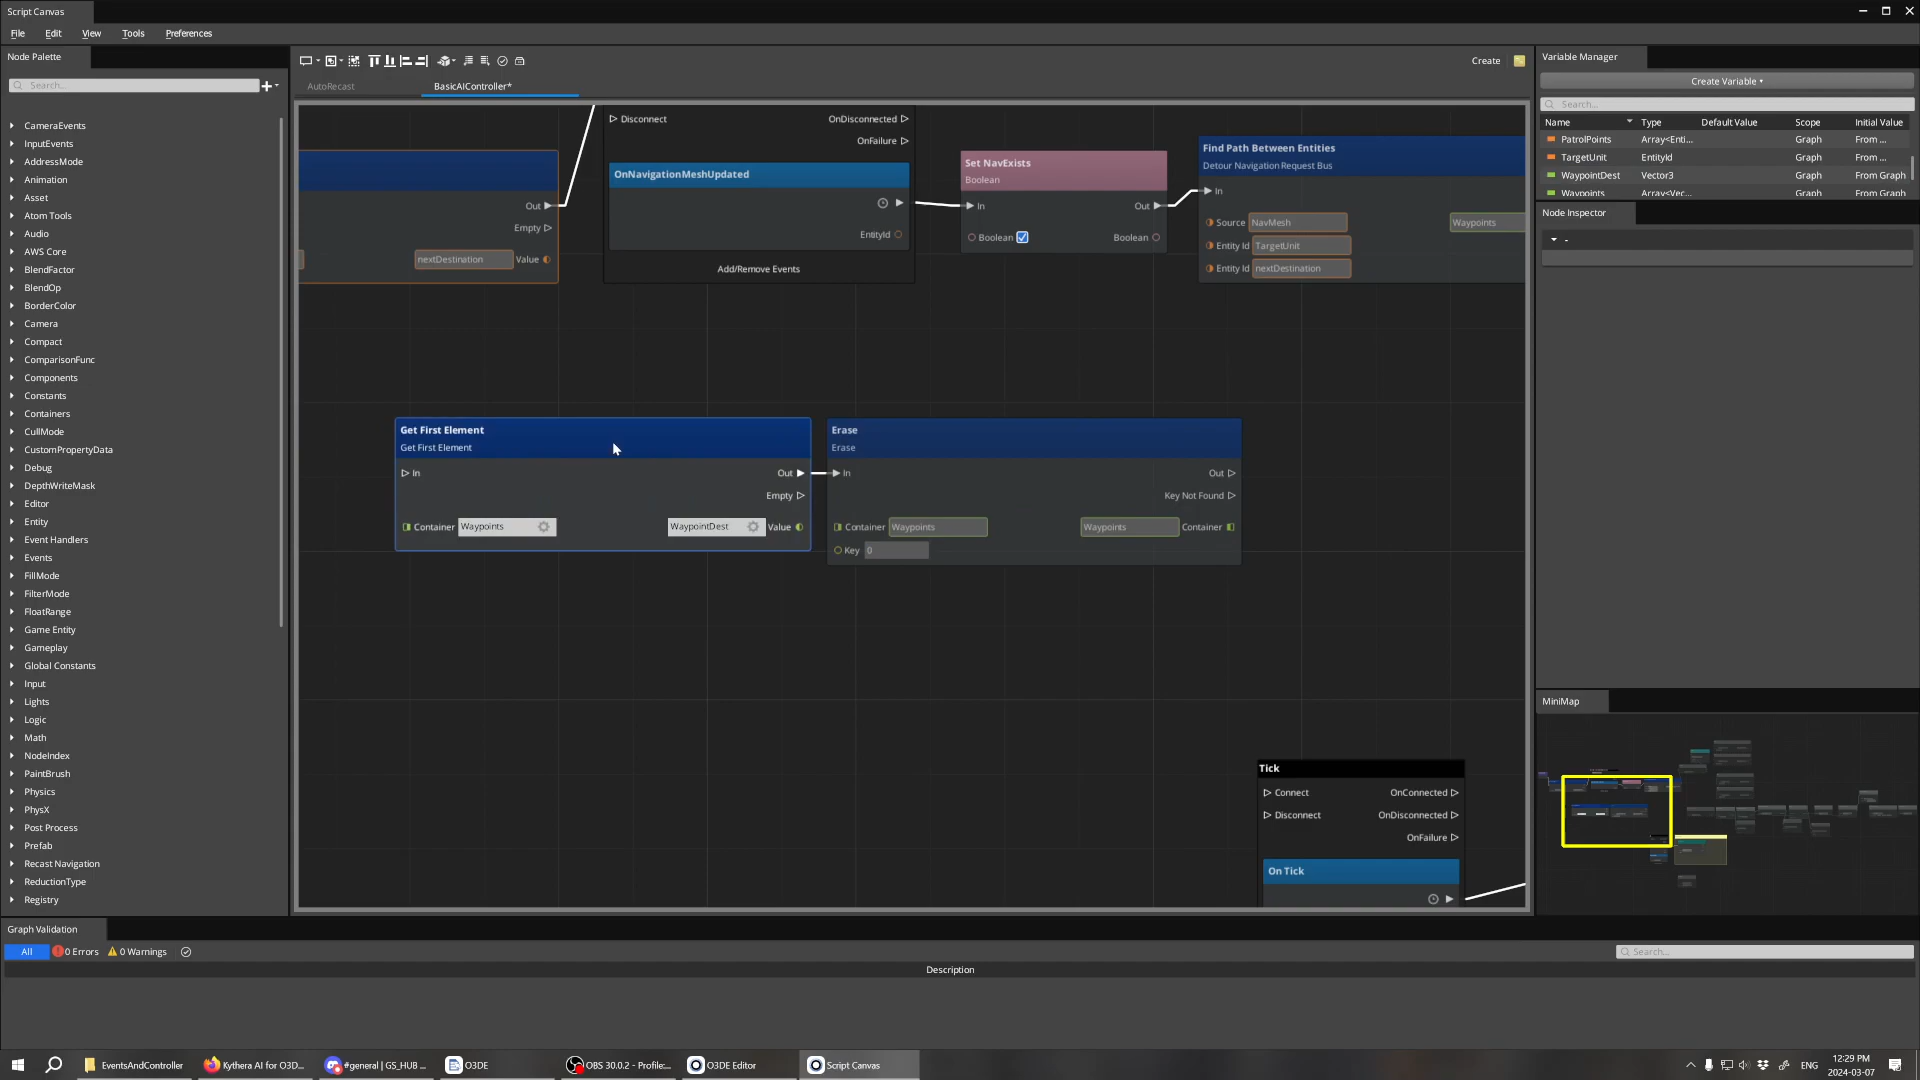 Script Canvas
File Edit View Tools Preferences
Node Palette
Search...
CameraEvents
InputEvents
AddressMode
Animation
Asset
Atom Tools
Audio
AWS Core
BlendFactor
BlendOp
BorderColor
Camera
Compact
ComparisonFunc
Components
Constants
Containers
CullMode
CustomPropertyData
Debug
DepthWriteMask
Editor
Entity
Event Handlers
Events
FillMode
FilterMode
FloatRange
Game Entity
Gameplay
Global Constants
Input
Lights
Logic
Math
NodeIndex
PaintBrush
Physics
PhysX
Post Process
Prefab
Recast Navigation
ReductionType
Registry
Create
AutoRecast BasicAIController*
Out
Empty
nextDestination Value
Disconnect OnDisconnected
OnFailure
OnNavigationMeshUpdated
EntityId
Add/Remove Events
Set NavExists
Boolean
In Out
Boolean Boolean
Find Path Between Entities
Detour Navigation Request Bus
In
Source NavMesh Waypoints
Entity Id TargetUnit
Entity Id nextDestination
Get First Element
Get First Element
In Out
Empty
Container Waypoints WaypointDest Value
Erase
Erase
In Out
Key Not Found
Container Waypoints Waypoints Container
Key 0
Tick
Connect OnConnected
Disconnect OnDisconnected
OnFailure
On Tick
Variable Manager
Create Variable
Search...
Name Type Default Value Scope Initial Value
PatrolPoints Array<Enti... Graph From ...
TargetUnit EntityId Graph From ...
WaypointDest Vector3 Graph From Graph
Waypoints Array<Vec... Graph From Graph
Node Inspector
-
MiniMap
Graph Validation
All 0 Errors 0 Warnings
Search...
Description
EventsAndController
Kythera AI for O3D...
#general | GS_HUB ...
O3DE
OBS 30.0.2 - Profile:...
O3DE Editor
Script Canvas
ENG
12:29 PM
2024-03-07